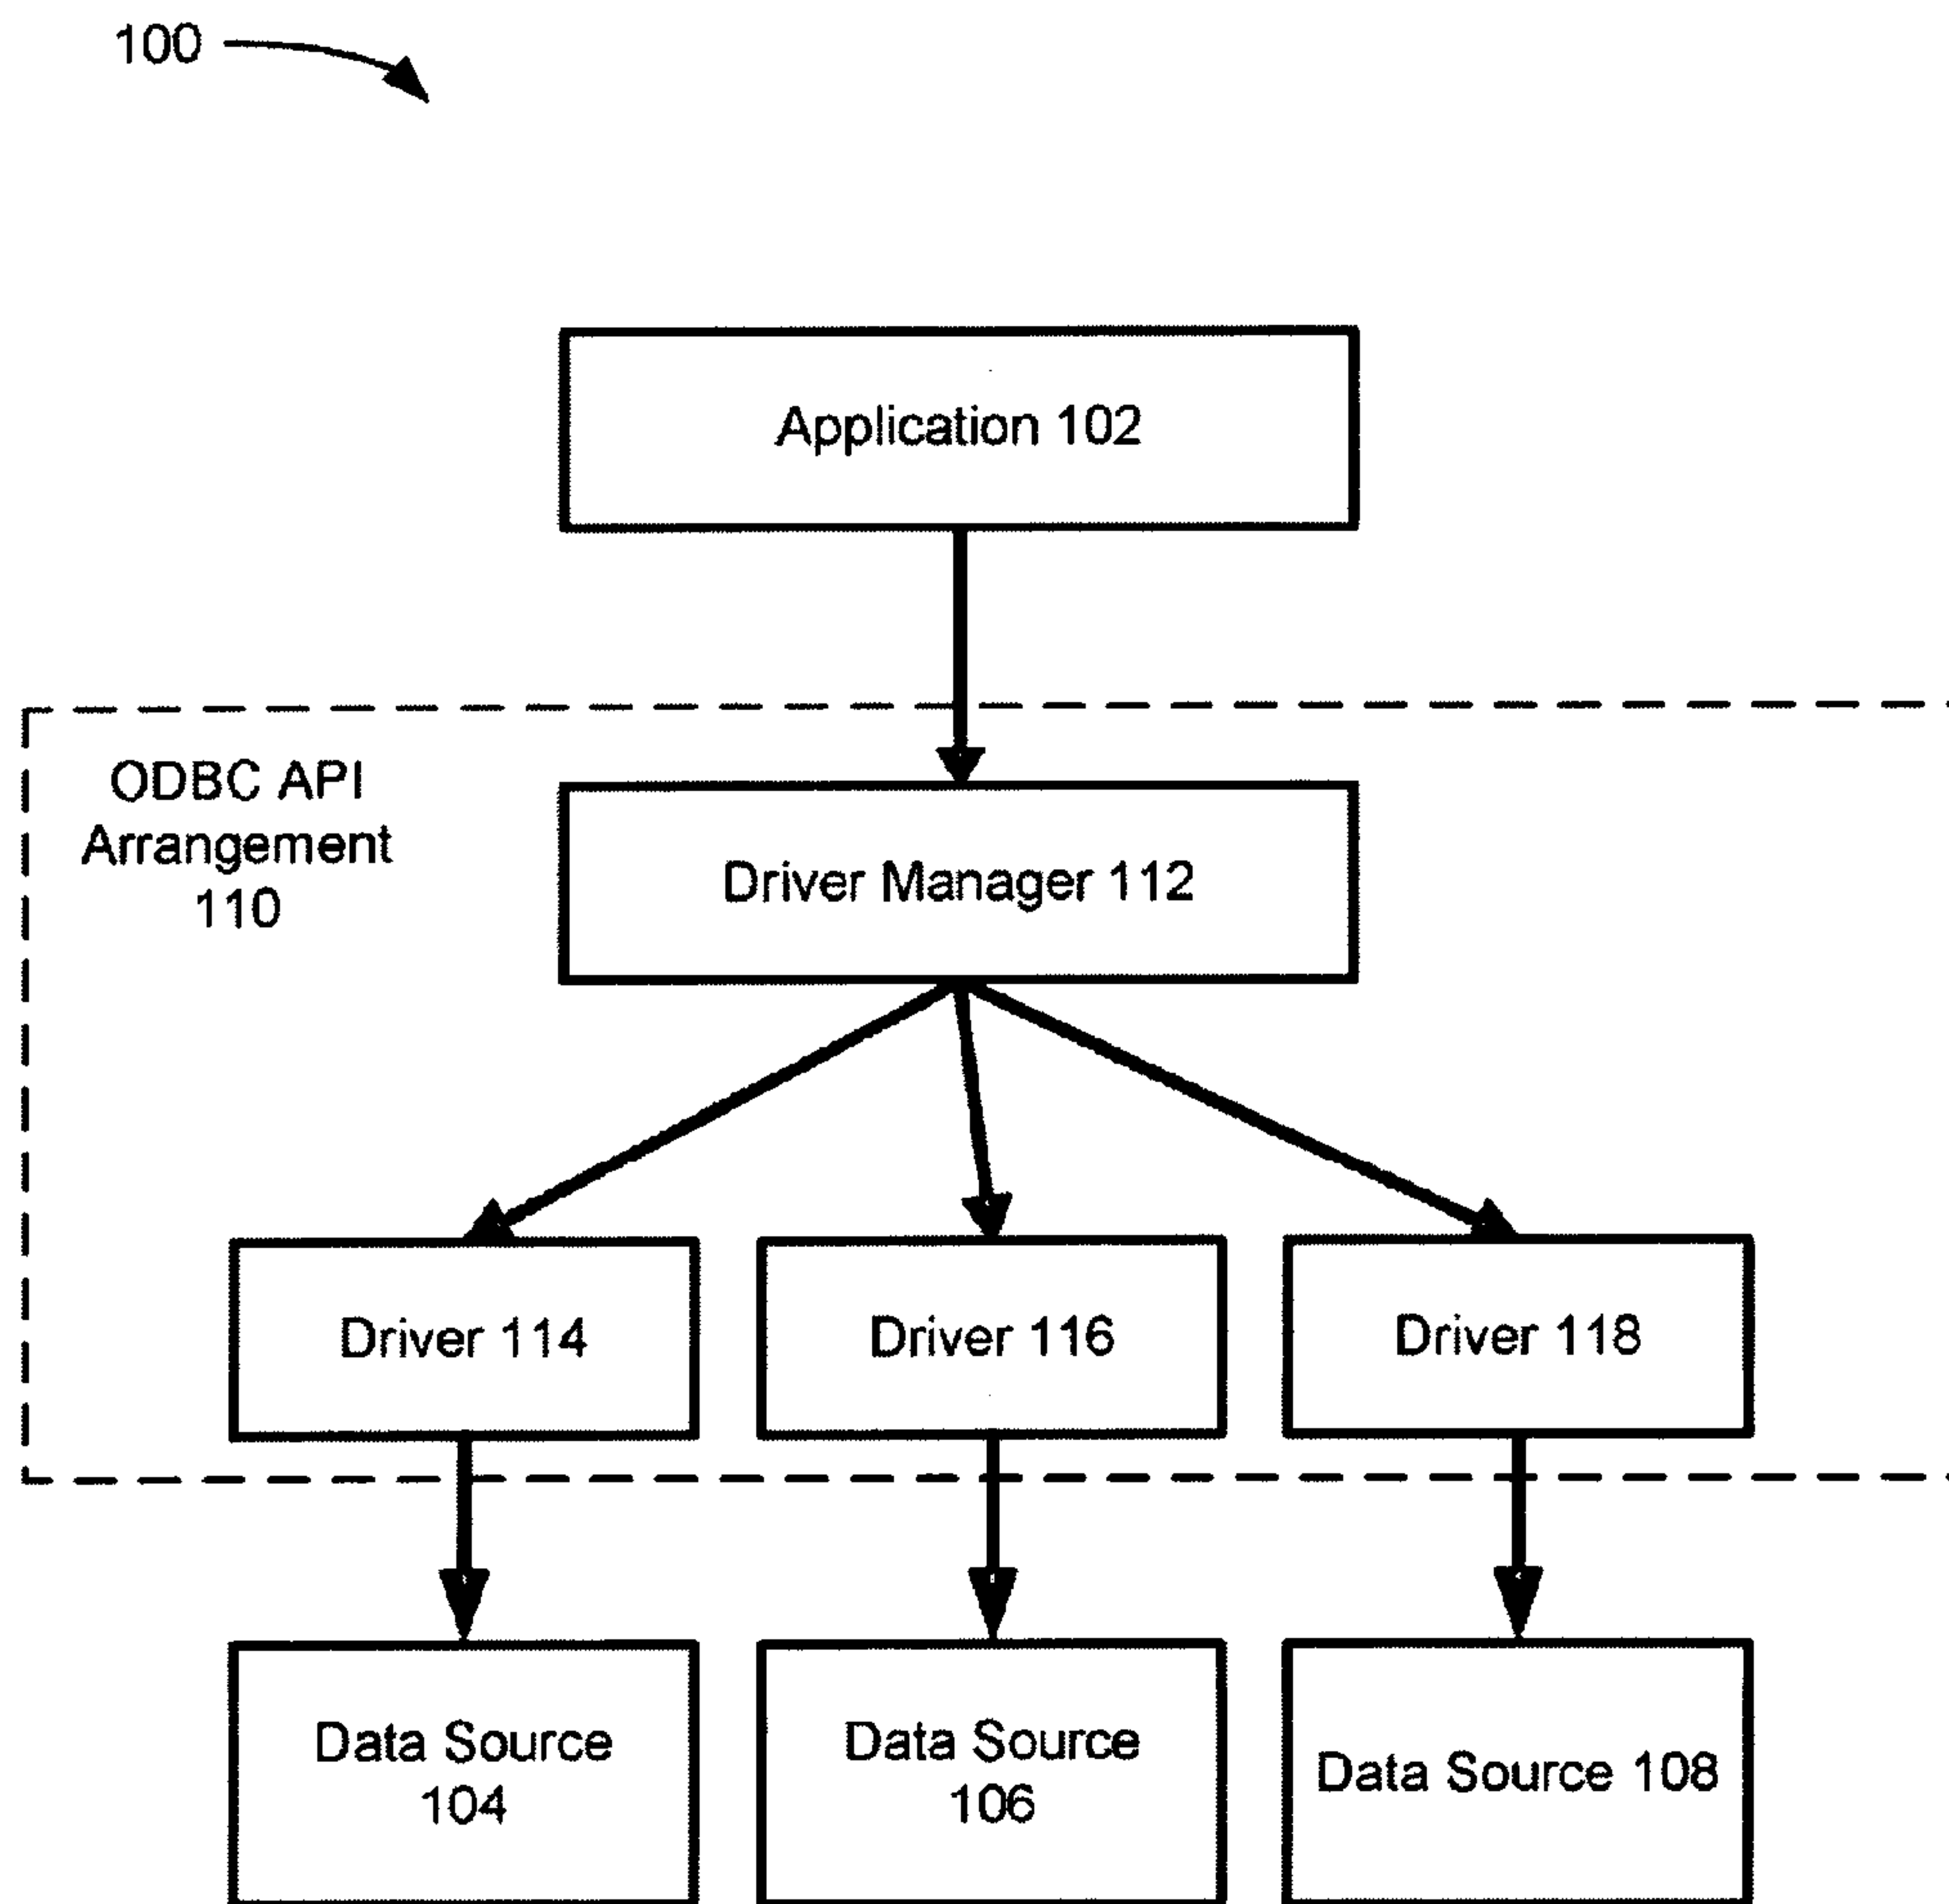 100
Application 102
ODBC API
Arrangement
110
Driver Manager 112
Driver 114
Driver 116
Driver 118
Data Source
104
Data Source
106
Data Source 108